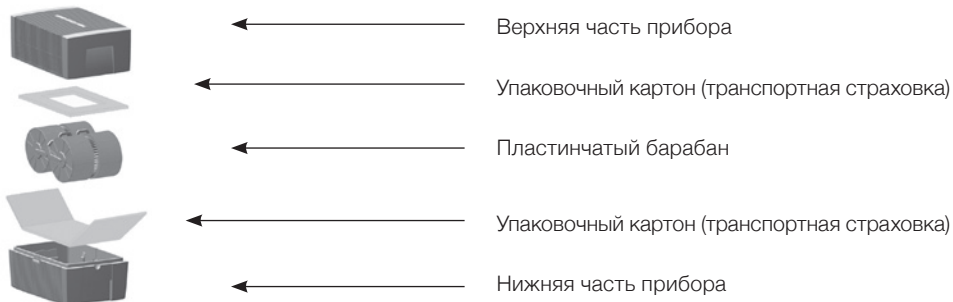 Верхняя часть прибора
Упаковочный картон (транспортная страховка)
Пластинчатый барабан
Упаковочный картон (транспортная страховка)
Нижняя часть прибора